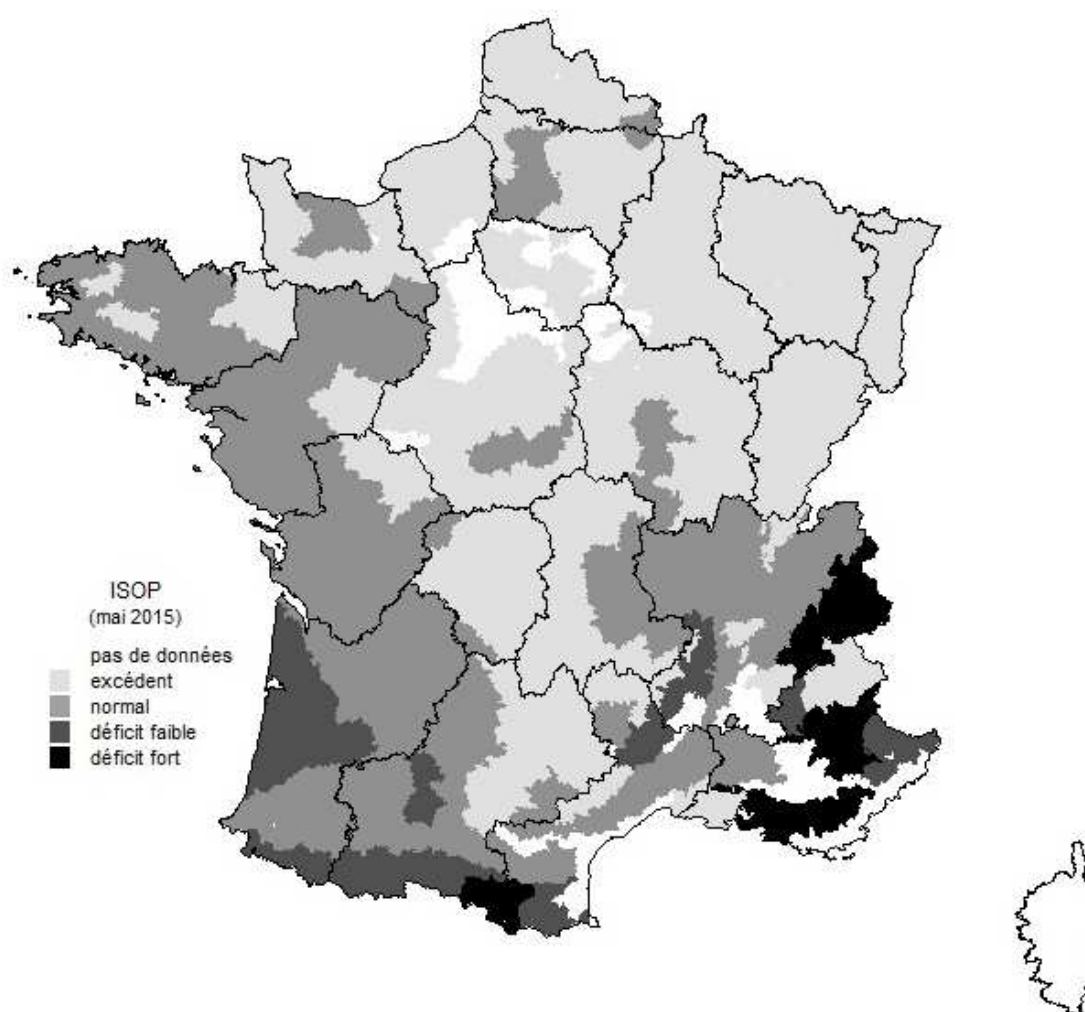 ISOP
(mai 2015)
pas de données
excédent
normal
déficit faible
déficit fort